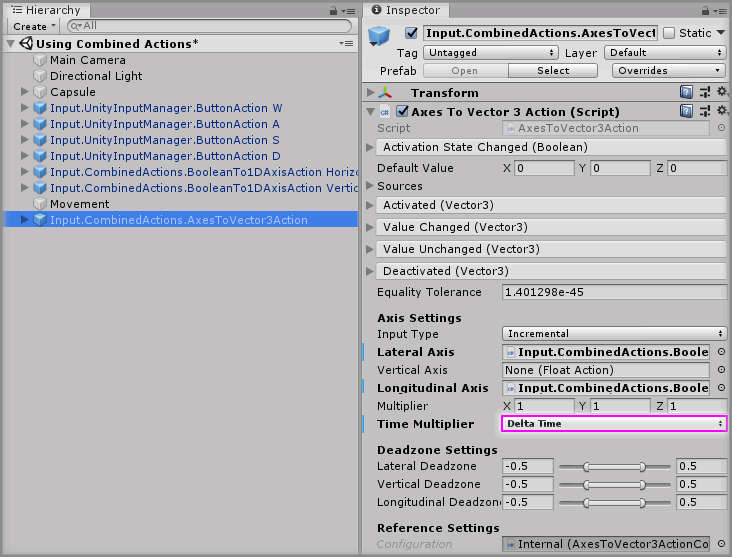 Hierarchy
Create
All
Using Combined Actions*
Main Camera
Directional Light
Capsule
Input.UnityInputManager.ButtonAction W
Input.UnityInputManager.ButtonAction A
Input.UnityInputManager.ButtonAction S
Input.UnityInputManager.ButtonAction D
Input.CombinedActions.BooleanTo1DAxisAction Horizo
Input.CombinedActions.BooleanTo1DAxisAction Vertic
Movement
Input.CombinedActions.AxesToVector3Action
Inspector
Input.CombinedActions.AxesToVect Static
Tag Untagged Layer Default
Prefab Open Select Overrides
Transform
Axes To Vector 3 Action (Script)
Script AxesToVector3Action
Activation State Changed (Boolean)
Default Value X 0 Y 0 Z 0
Sources
Activated (Vector3)
Value Changed (Vector3)
Value Unchanged (Vector3)
Deactivated (Vector3)
Equality Tolerance 1.401298e-45
Axis Settings
Input Type Incremental
Lateral Axis Input.CombinedActions.Boole
Vertical Axis None (Float Action)
Longitudinal Axis Input.CombinedActions.Boole
Multiplier X 1 Y 1 Z 1
Time Multiplier Delta Time
Deadzone Settings
Lateral Deadzone -0.5 0.5
Vertical Deadzone -0.5 0.5
Longitudinal Deadzone -0.5 0.5
Reference Settings
Configuration Internal (AxesToVector3ActionCo